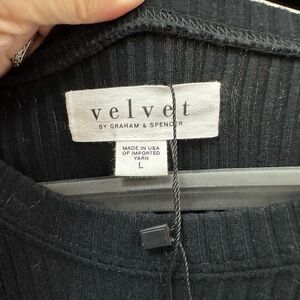 velvet
BY GRAHAM & SPENCER
MADE IN USA
OF IMPORTED
YARN
L